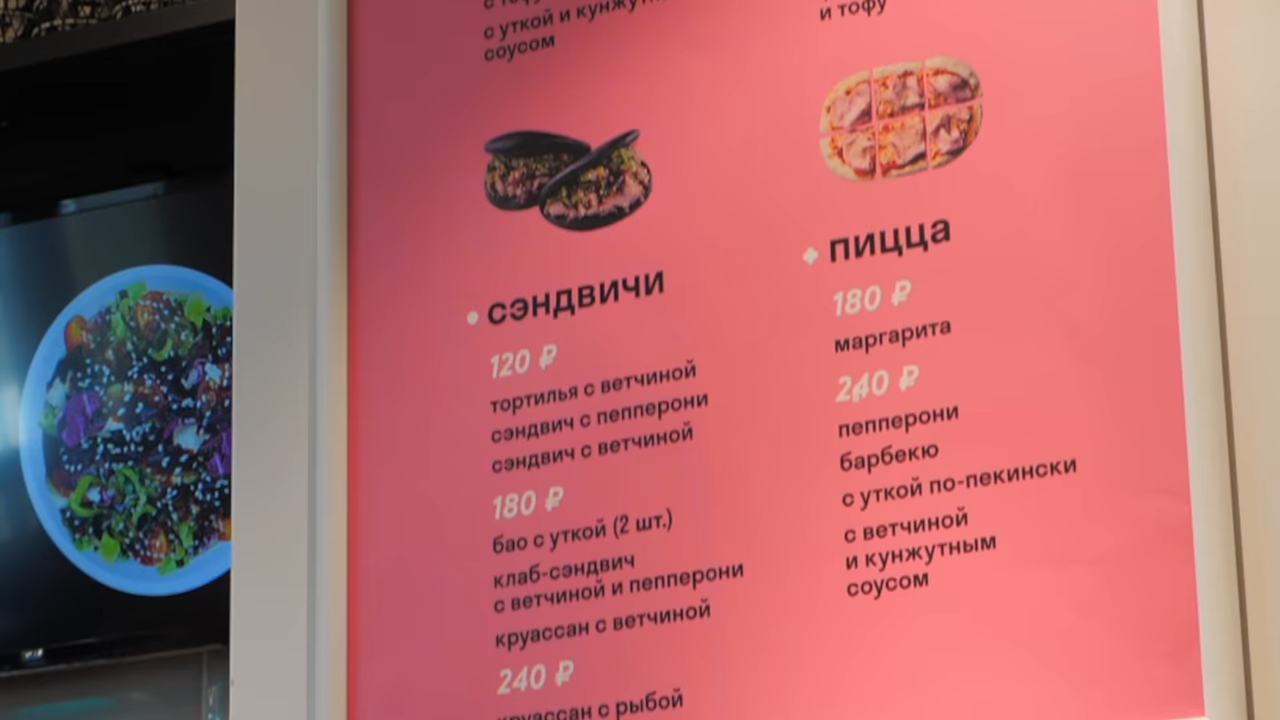 с уткой и кунжутным
соусом
сэндвичи
120 ₽
тортилья с ветчиной
сэндвич с пепперони
сэндвич с ветчиной
180 ₽
бао с уткой (2 шт.)
клаб-сэндвич
с ветчиной и пепперони
круассан с ветчиной
240 ₽
круассан с рыбой
и тофу
пицца
180 ₽
маргарита
240 ₽
пепперони
барбекю
с уткой по-пекински
с ветчиной
и кунжутным
соусом